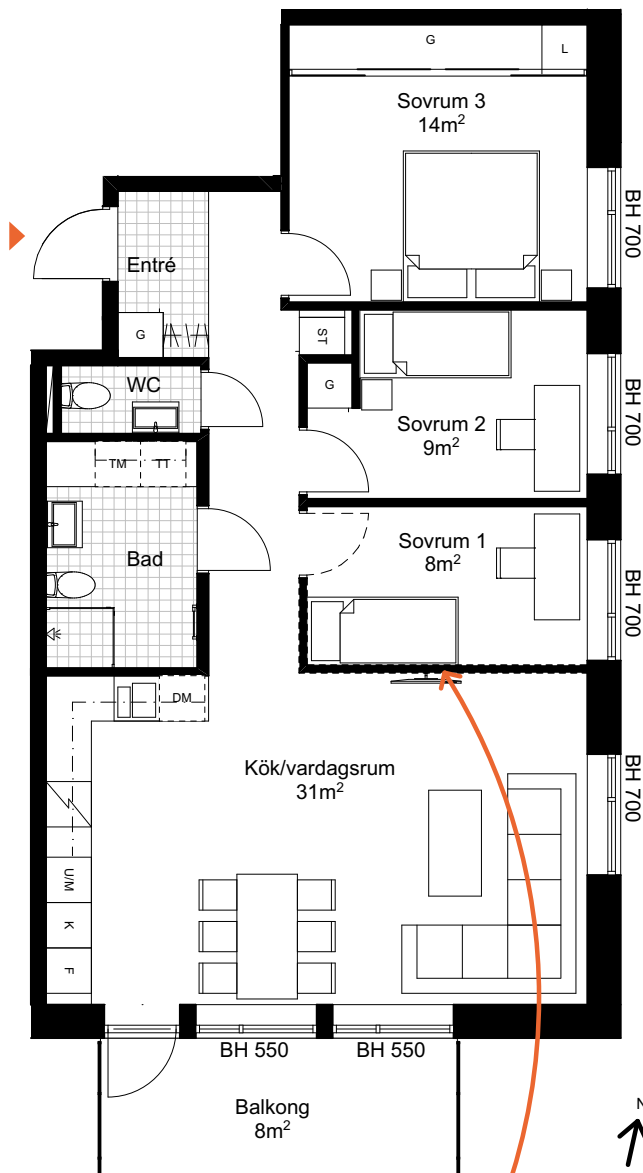 G
L
Sovrum 3
14m²
BH 700
Entré
G
ST
WC
G
Sovrum 2
9m²
BH 700
TM
TT
Bad
Sovrum 1
8m²
BH 700
DM
Kök/vardagsrum
31m²
BH 700
U/M
K
F
BH 550
BH 550
Balkong
8m²
N